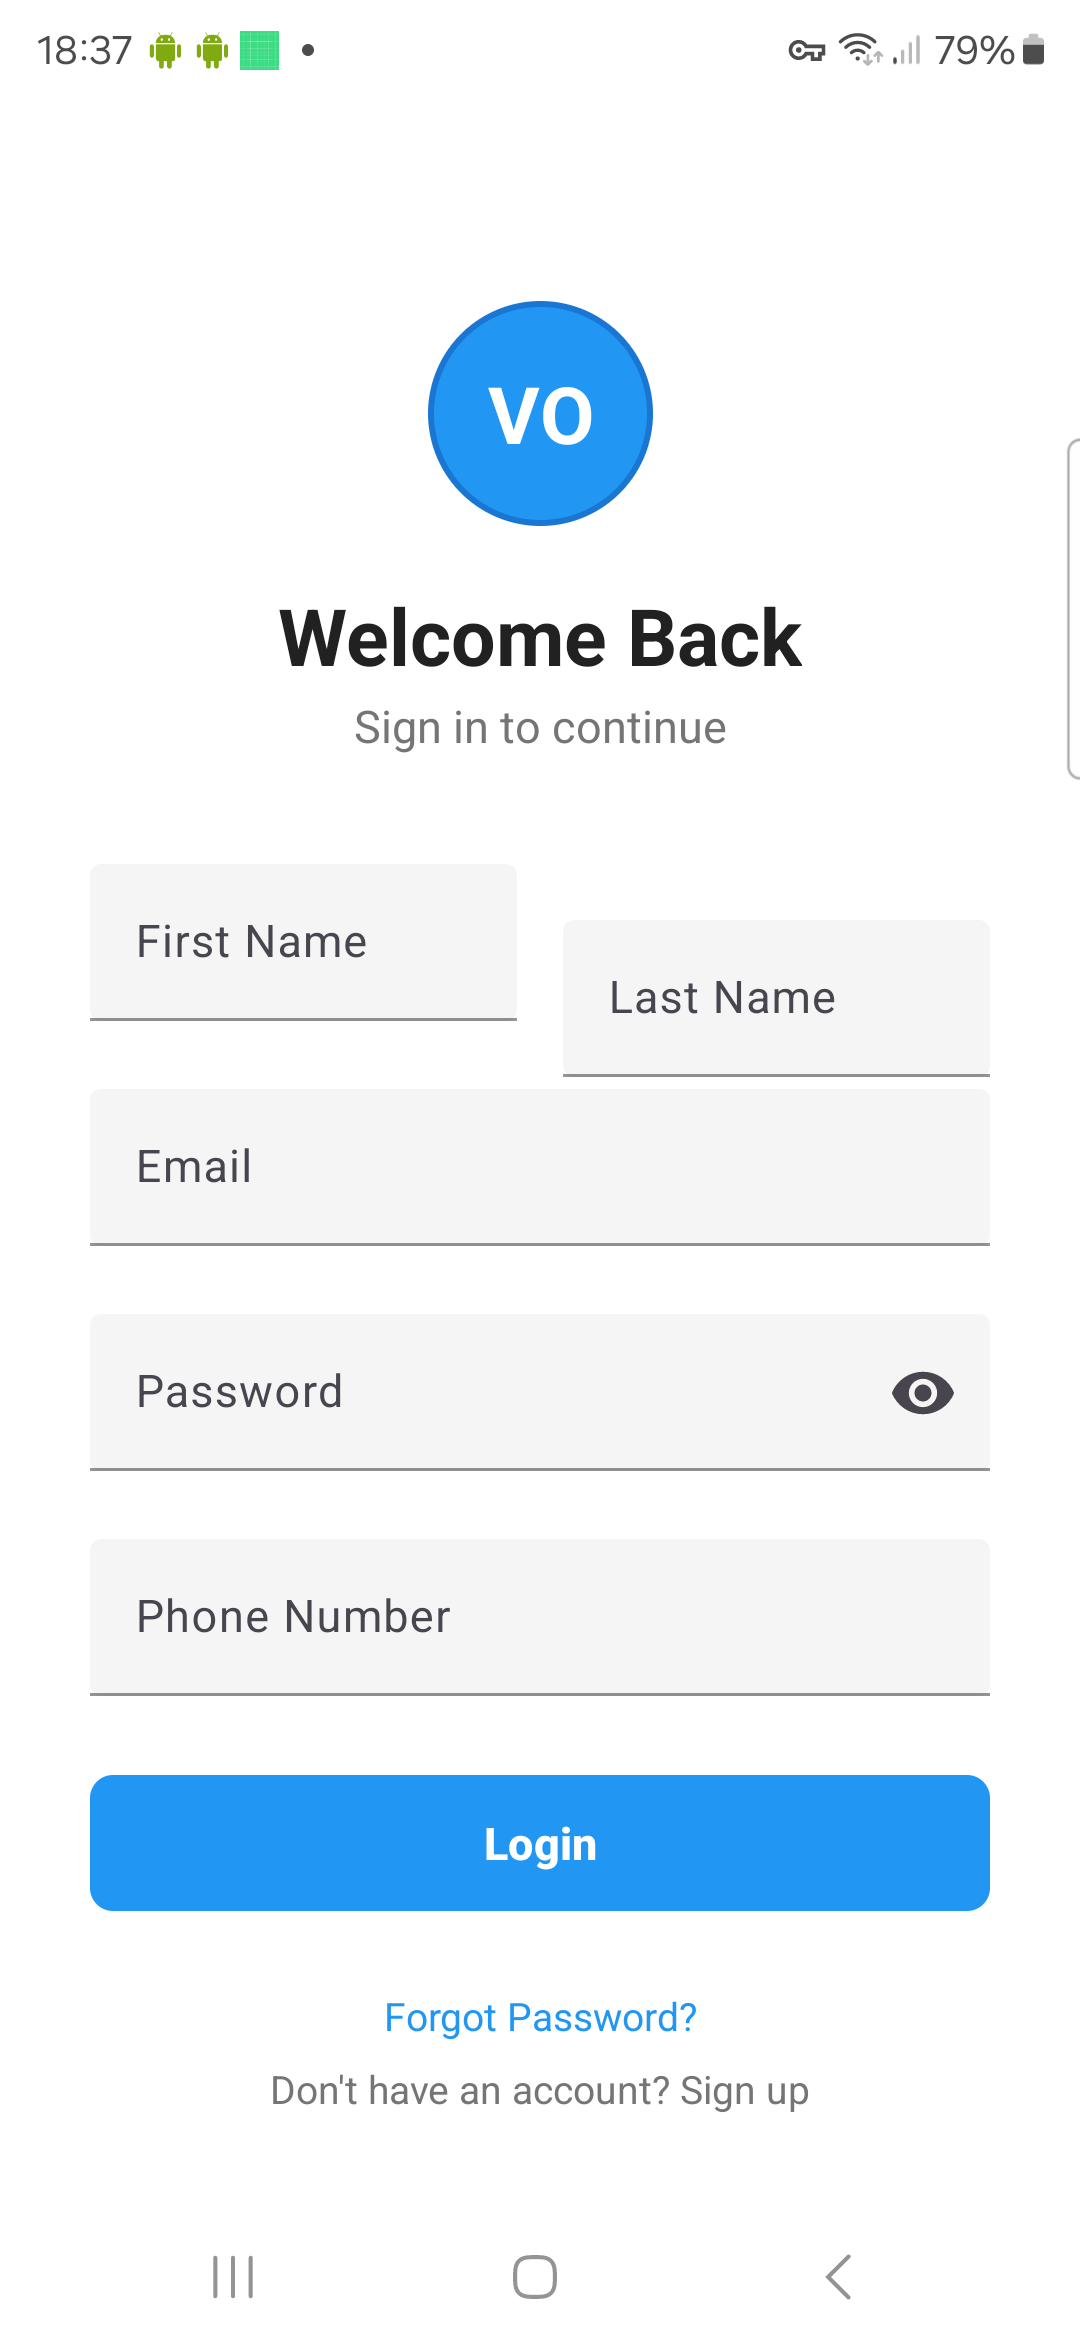 18:37 79%
VO
Welcome Back
Sign in to continue
First Name
Last Name
Email
Password
Phone Number
Login
Forgot Password?
Don't have an account? Sign up